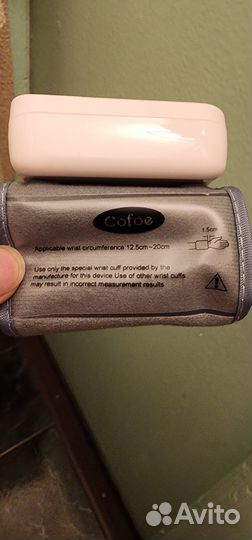 Cofoe
1.5cm
Applicable wrist circumference 12.5cm~20cm
Use only the special wrist cuff provided by the
manufacture for this device Use of other wrist cuffs
may result in incorrect measurement results
Avito